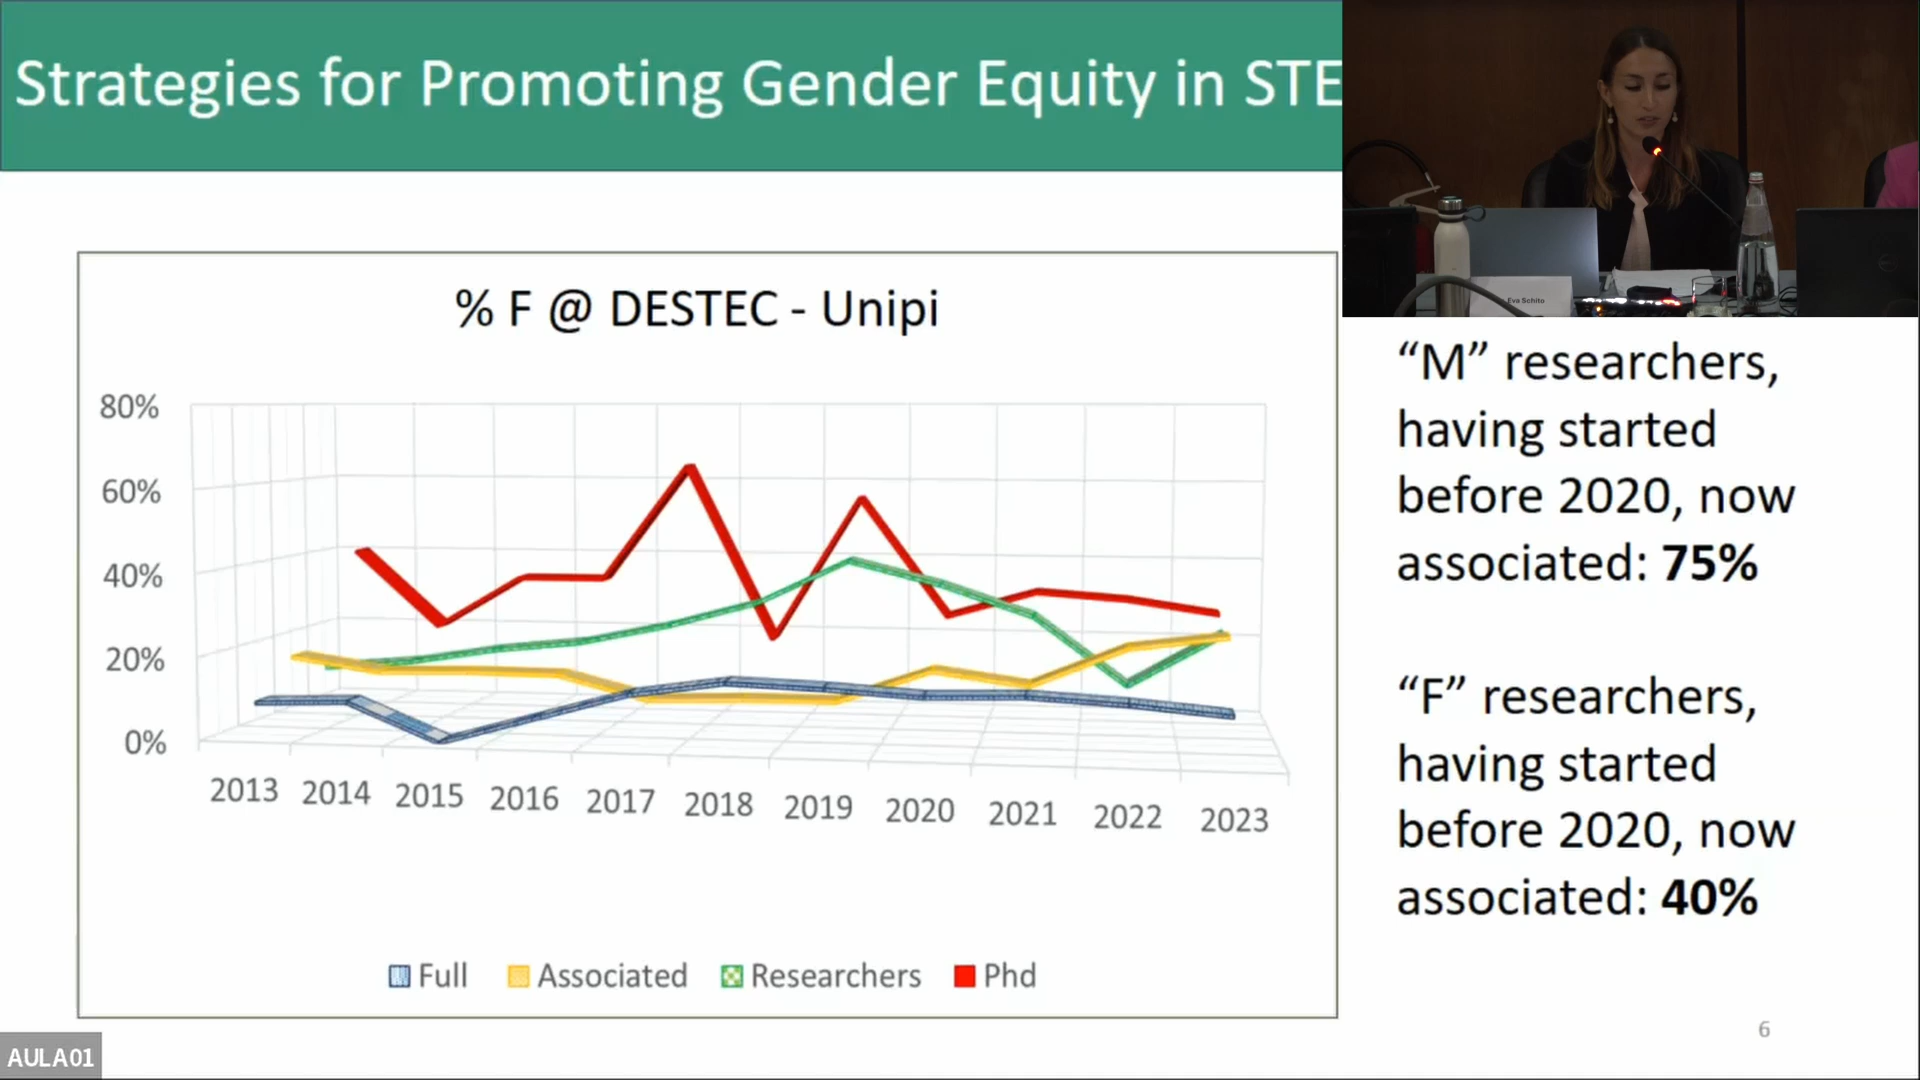 Strategies for Promoting Gender Equity in STE
Eva Schito
% F @ DESTEC - Unipi
80%
60%
40%
20%
0%
2013 2014 2015 2016 2017 2018 2019 2020 2021 2022 2023
Full Associated Researchers Phd
“M” researchers,
having started
before 2020, now
associated: 75%
“F” researchers,
having started
before 2020, now
associated: 40%
6
AULA01